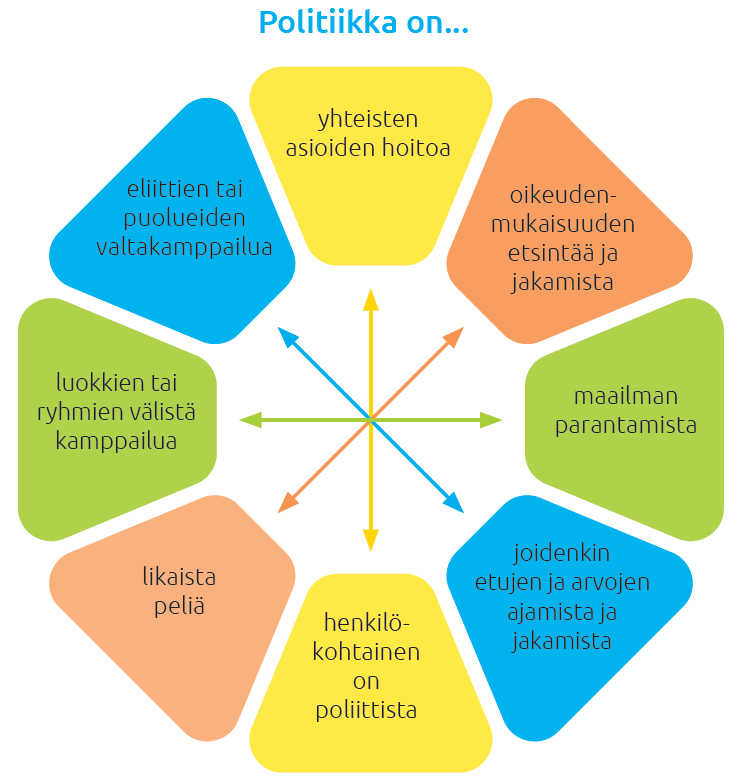 Politiikka on...
yhteisten
asioiden hoitoa
oikeuden-
mukaisuuden
etsintää ja
jakamista
maailman
parantamista
joidenkin
etujen ja arvojen
ajamista ja
jakamista
henkilö-
kohtainen
on
poliittista
likaista
peliä
luokkien tai
ryhmien välistä
kamppailua
eliittien tai
puolueiden
valtakamppailua